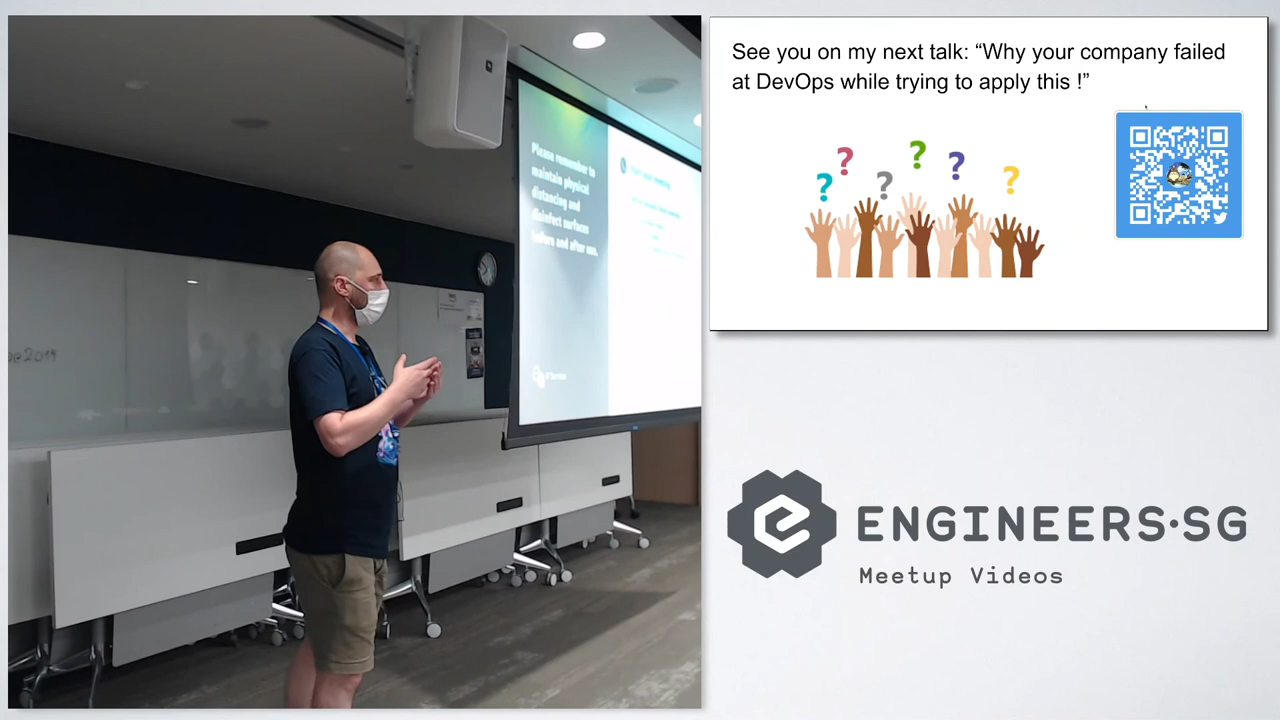 See you on my next talk: “Why your company failed
at DevOps while trying to apply this !”
? ? ? ? ? ?
Please remember to
maintain physical
distancing and
disinfect surfaces
before and after use.
2019
ENGINEERS·SG
Meetup Videos